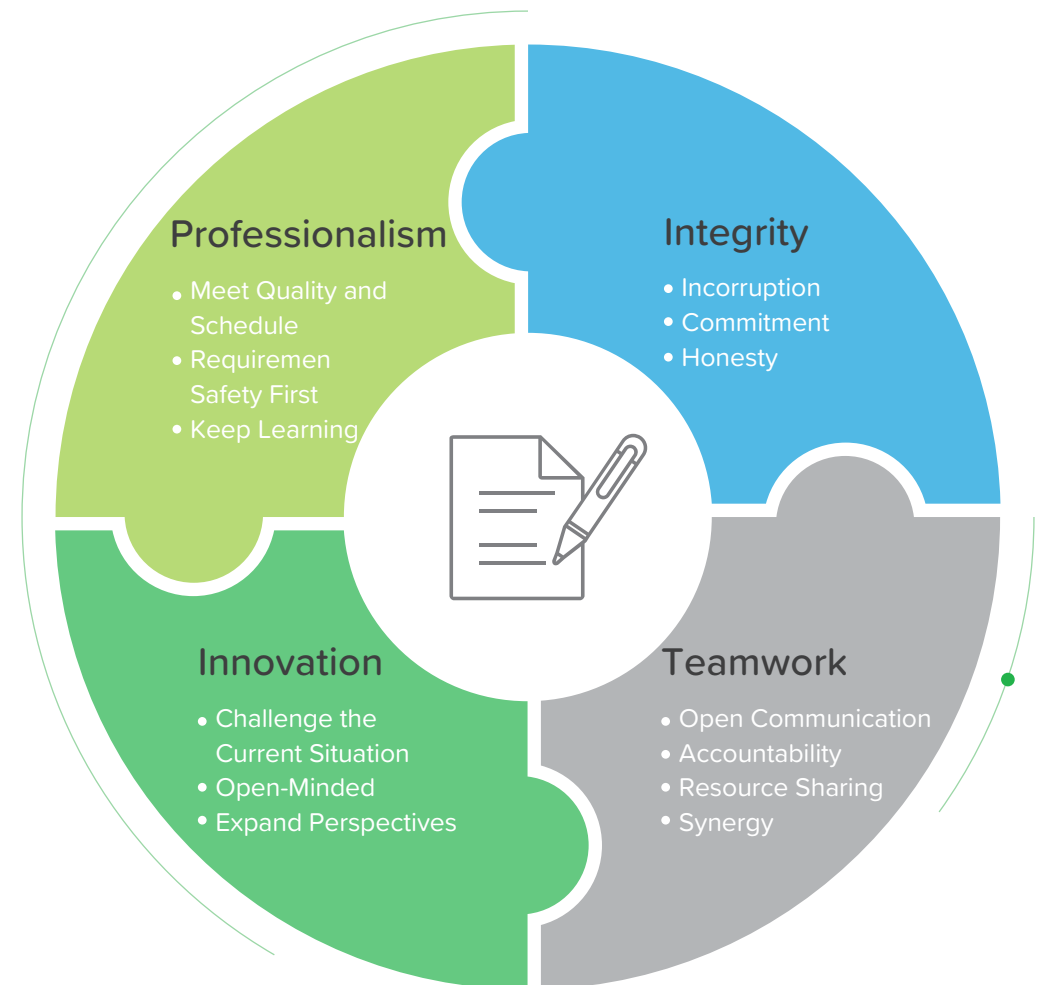 Professionalism
• Meet Quality and
Schedule
• Requiremen
Safety First
• Keep Learning
Integrity
• Incorruption
• Commitment
• Honesty
Innovation
• Challenge the
Current Situation
• Open-Minded
• Expand Perspectives
Teamwork
• Open Communication
• Accountability
• Resource Sharing
• Synergy